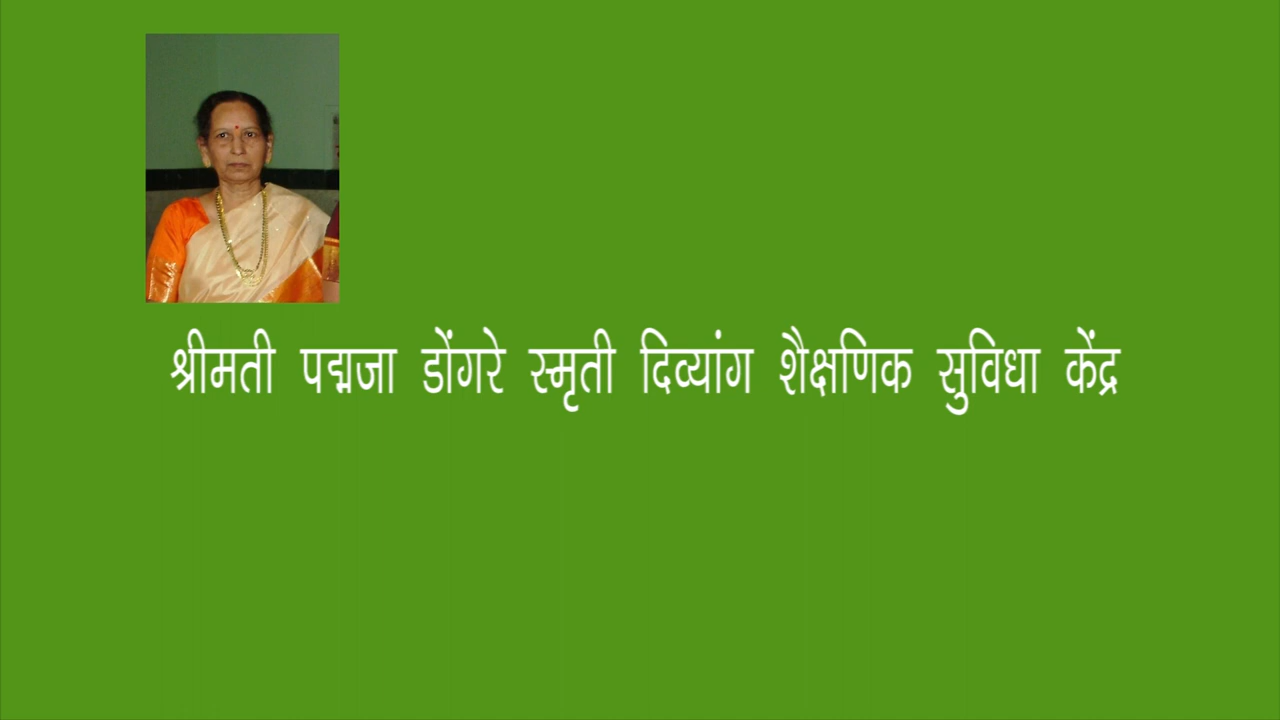 श्रीमती पद्मजा डोंगरे स्मृती दिव्यांग शैक्षणिक सुविधा केंद्र